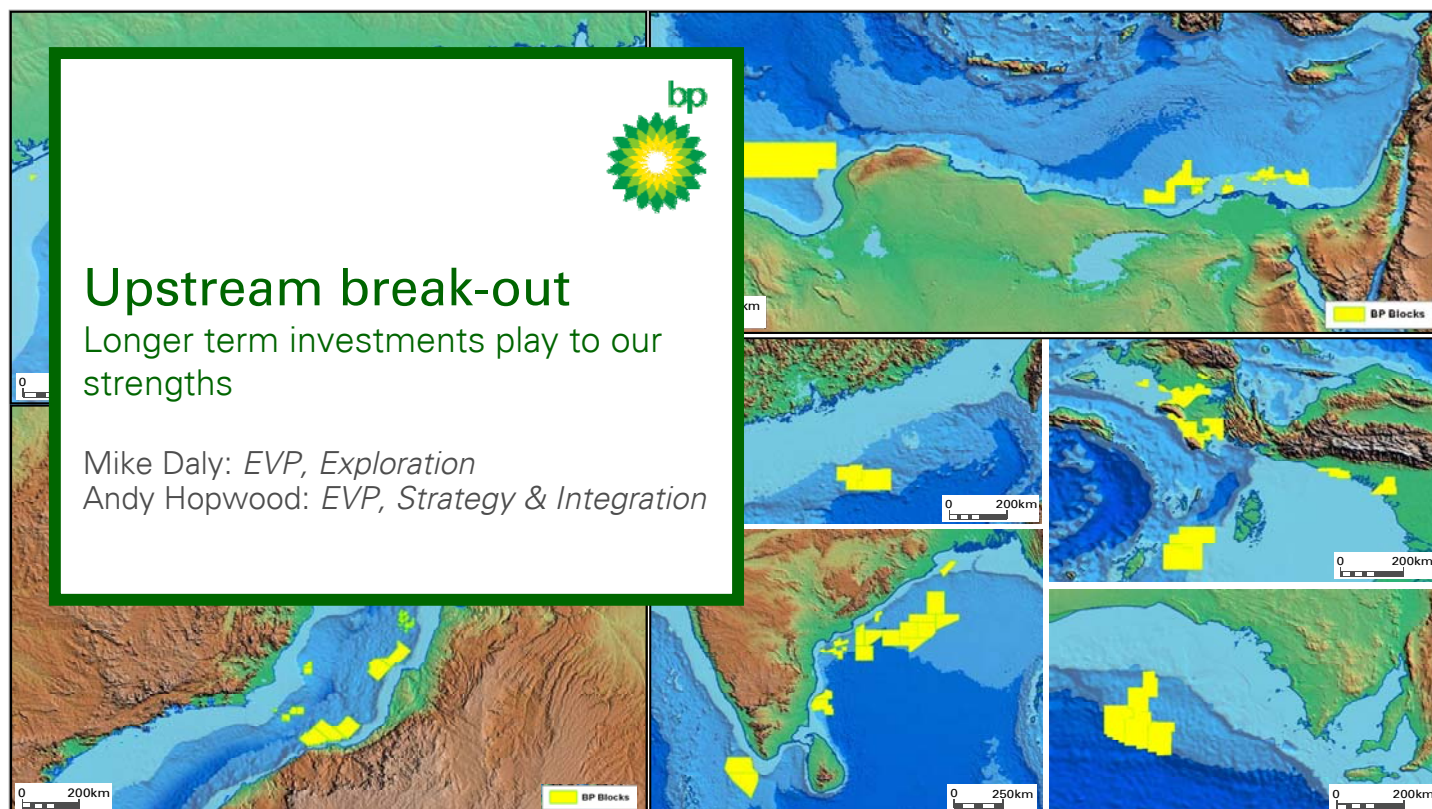 bp
Upstream break-out
Longer term investments play to our
strengths
Mike Daly: EVP, Exploration
Andy Hopwood: EVP, Strategy & Integration
km
BP Blocks
0
0 200km
0 200km
0 200km
BP Blocks
0 250km
0 200km